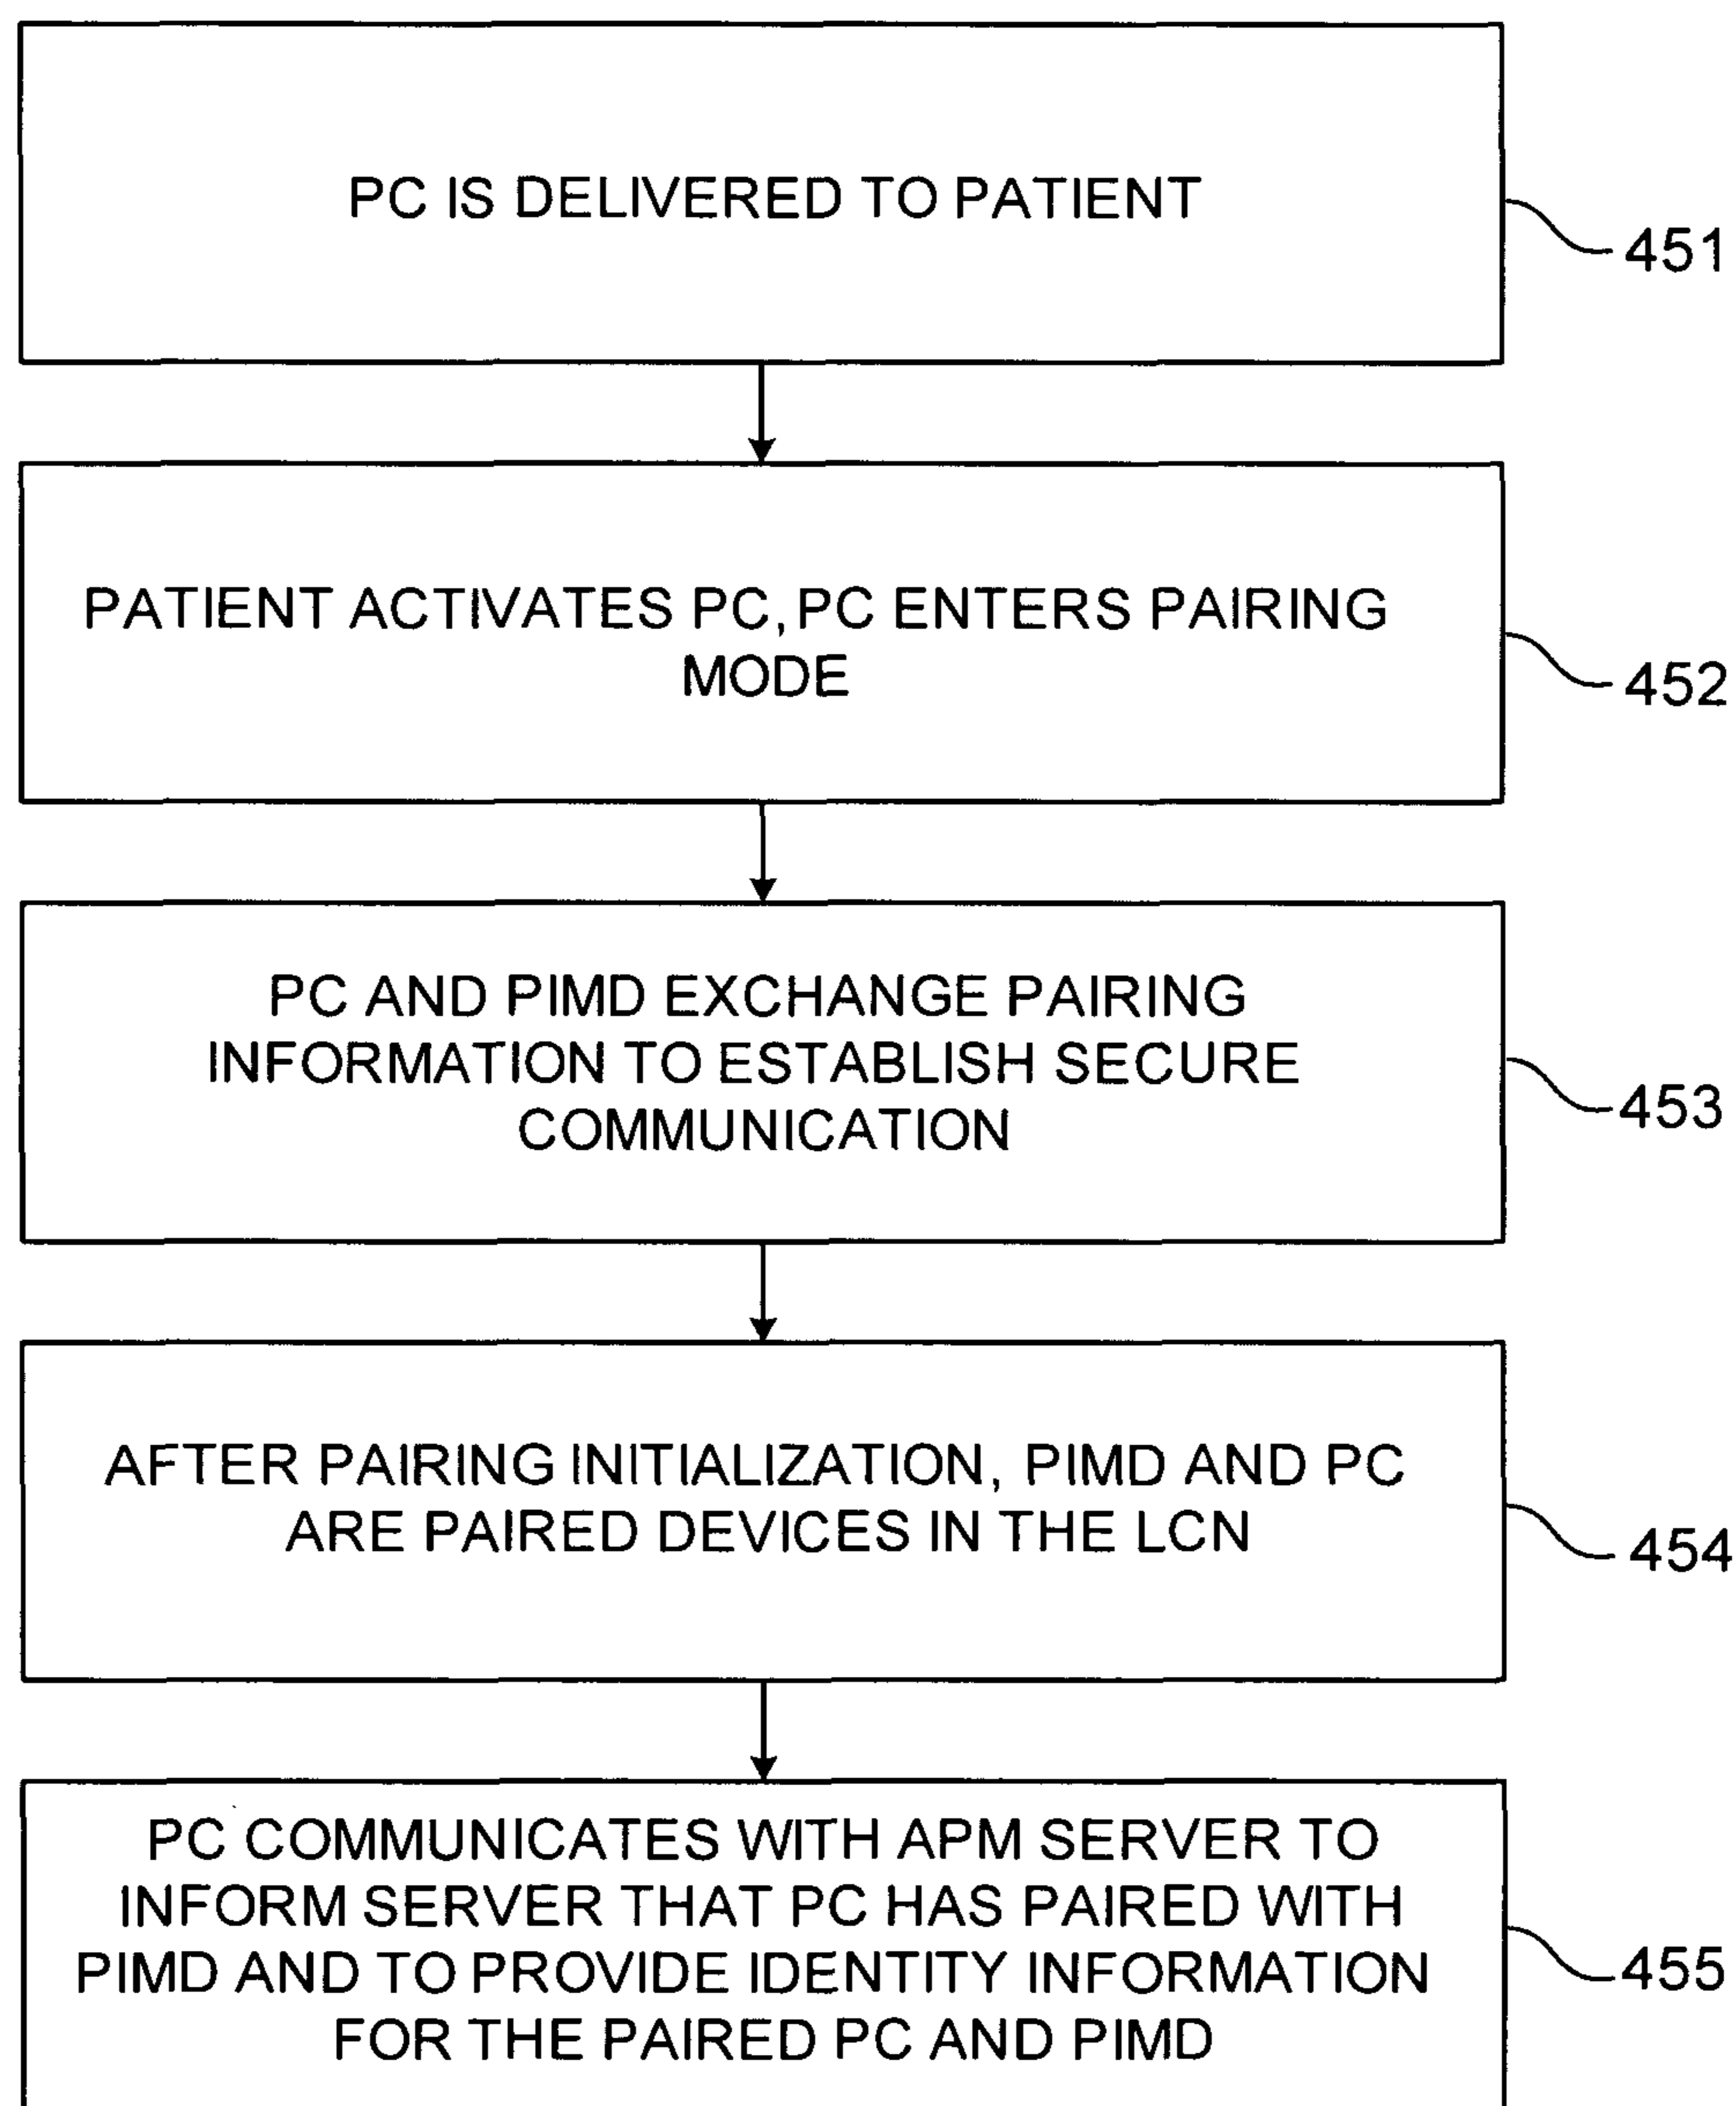 PC IS DELIVERED TO PATIENT
451
PATIENT ACTIVATES PC, PC ENTERS PAIRING
MODE
452
PC AND PIMD EXCHANGE PAIRING
INFORMATION TO ESTABLISH SECURE
COMMUNICATION
453
AFTER PAIRING INITIALIZATION, PIMD AND PC
ARE PAIRED DEVICES IN THE LCN
454
PC COMMUNICATES WITH APM SERVER TO
INFORM SERVER THAT PC HAS PAIRED WITH
PIMD AND TO PROVIDE IDENTITY INFORMATION
FOR THE PAIRED PC AND PIMD
455